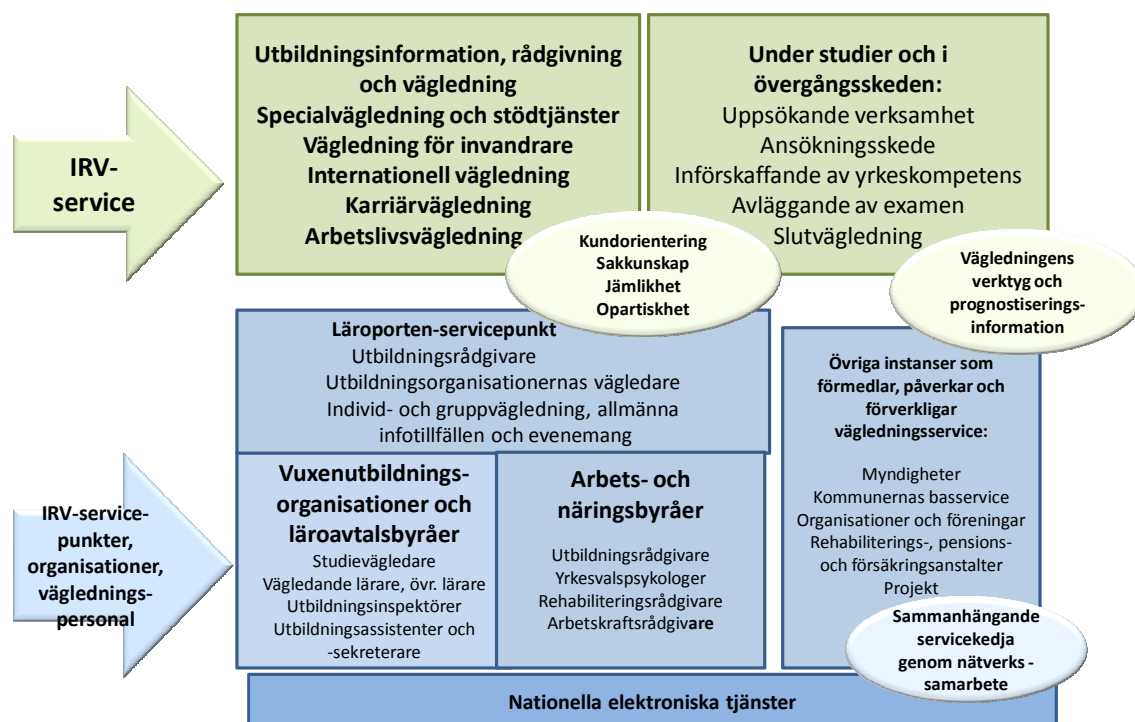 IRV-
service
Utbildningsinformation, rådgivning
och vägledning
Specialvägledning och stödtjänster
Vägledning för invandrare
Internationell vägledning
Karriärvägledning
Arbetslivsvägledning
Under studier och i
övergångsskeden:
Uppsökande verksamhet
Ansökningsskede
Införskaffande av yrkeskompetens
Avläggande av examen
Slutvägledning
Kundorientering
Sakkunskap
Jämlikhet
Opartiskhet
Vägledningens
verktyg och
prognostiserings-
information
IRV-service-
punkter,
organisationer,
väglednings-
personal
Läroporten-servicepunkt
Utbildningsrådgivare
Utbildningsorganisationernas vägledare
Individ- och gruppvägledning, allmänna
infotillfällen och evenemang
Vuxenutbildnings-
organisationer och
läroavtalsbyråer
Studievägledare
Vägledande lärare, övr. lärare
Utbildningsinspektörer
Utbildningsassistenter och
-sekreterare
Arbets- och
näringsbyråer
Utbildningsrådgivare
Yrkesvalspsykologer
Rehabiliteringsrådgivare
Arbetskraftsrådgivare
Övriga instanser som
förmedlar, påverkar och
förverkligar
vägledningsservice:
Myndigheter
Kommunernas basservice
Organisationer och föreningar
Rehabiliterings-, pensions-
och försäkringsanstalter
Projekt
Sammanhängande
servicekedja
genom nätverks -
samarbete
Nationella elektroniska tjänster